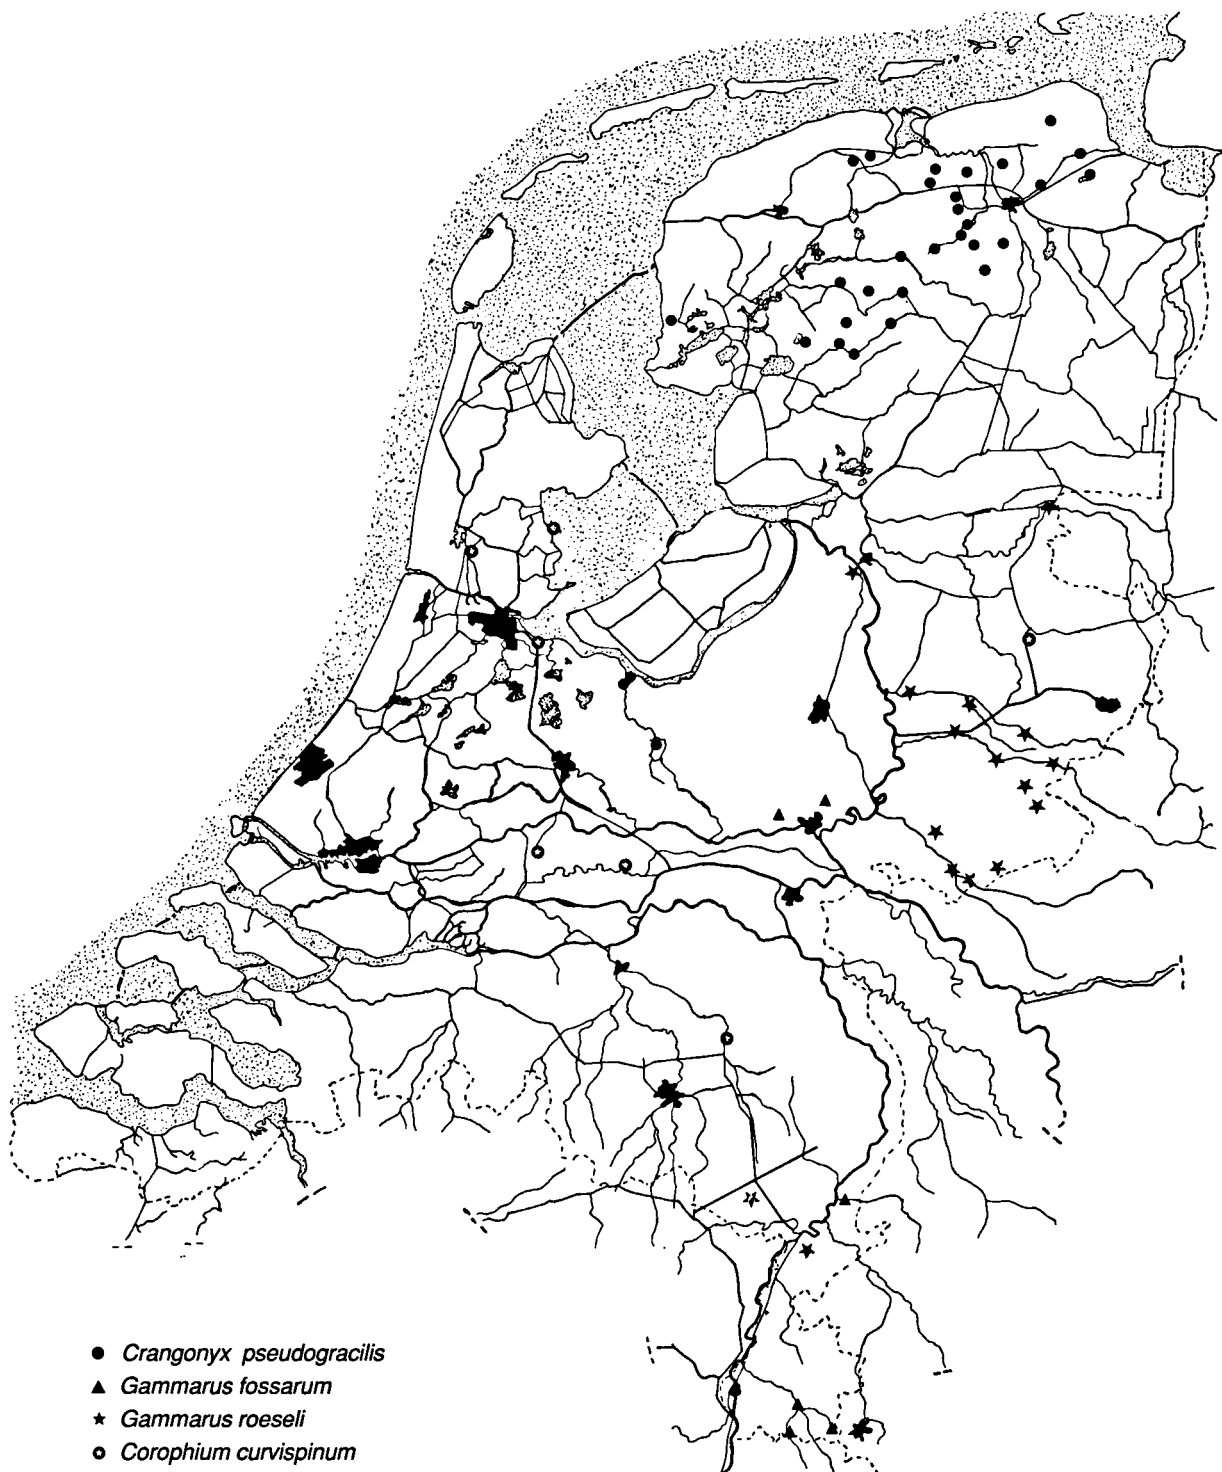 Crangonyx pseudogracilis
Gammarus fossarum
Gammarus roeseli
Corophium curvispinum